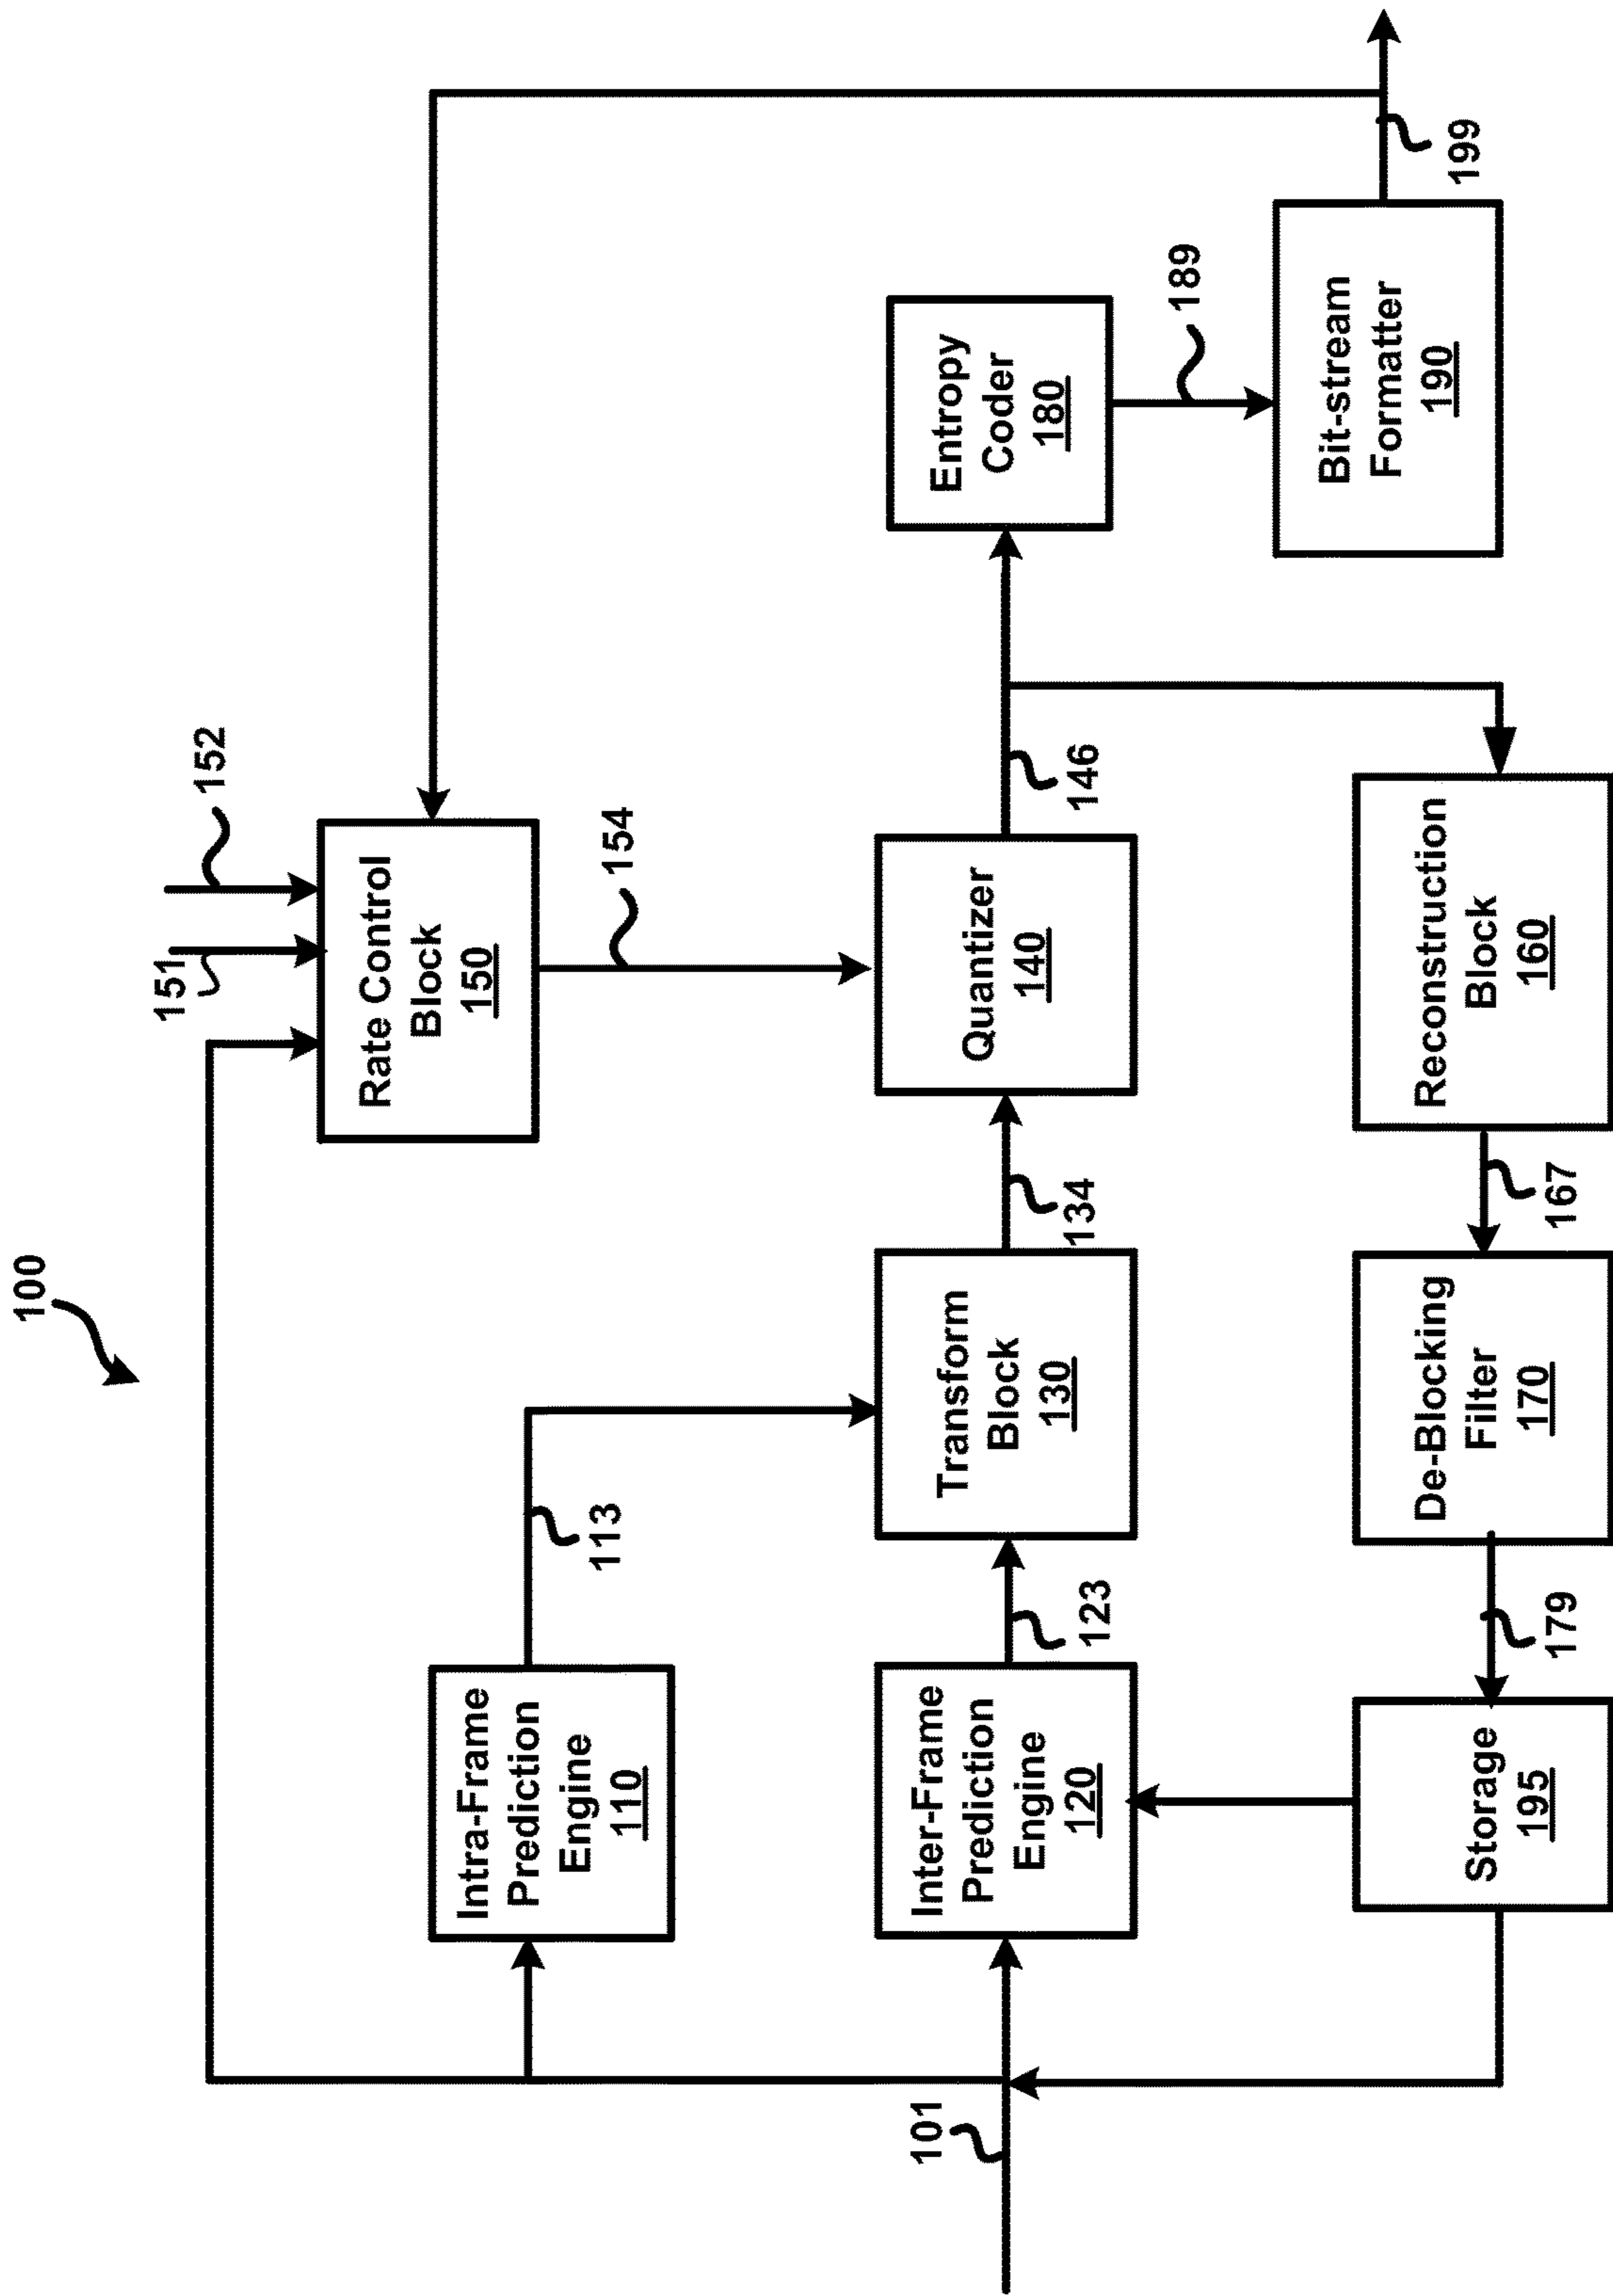 100
152
151
Rate Control
Block
150
154
Intra-Frame
Prediction
Engine
110
113
101
Inter-Frame
Prediction
Engine
120
123
Transform
Block
130
134
Quantizer
140
146
Entropy
Coder
180
189
Bit-stream
Formatter
190
199
Storage
195
179
De-Blocking
Filter
170
167
Reconstruction
Block
160